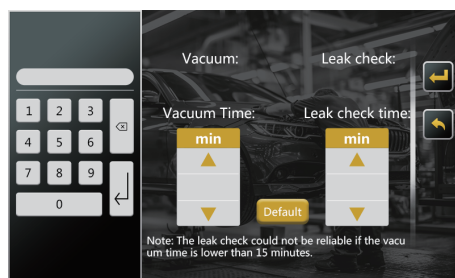 Vacuum:
Leak check:
1 2 3
Vacuum Time:
Leak check time:
4 5 6
min
min
7 8 9
0
Default
Note: The leak check could not be reliable if the vacu
um time is lower than 15 minutes.